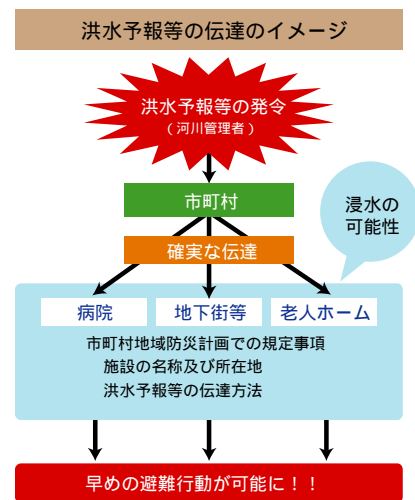 洪水予報等の伝達のイメージ
洪水予報等の発令
（河川管理者）
市町村
浸水の
可能性
確実な伝達
病院 地下街等 老人ホーム
市町村地域防災計画での規定事項
施設の名称及び所在地
洪水予報等の伝達方法
早めの避難行動が可能に！！